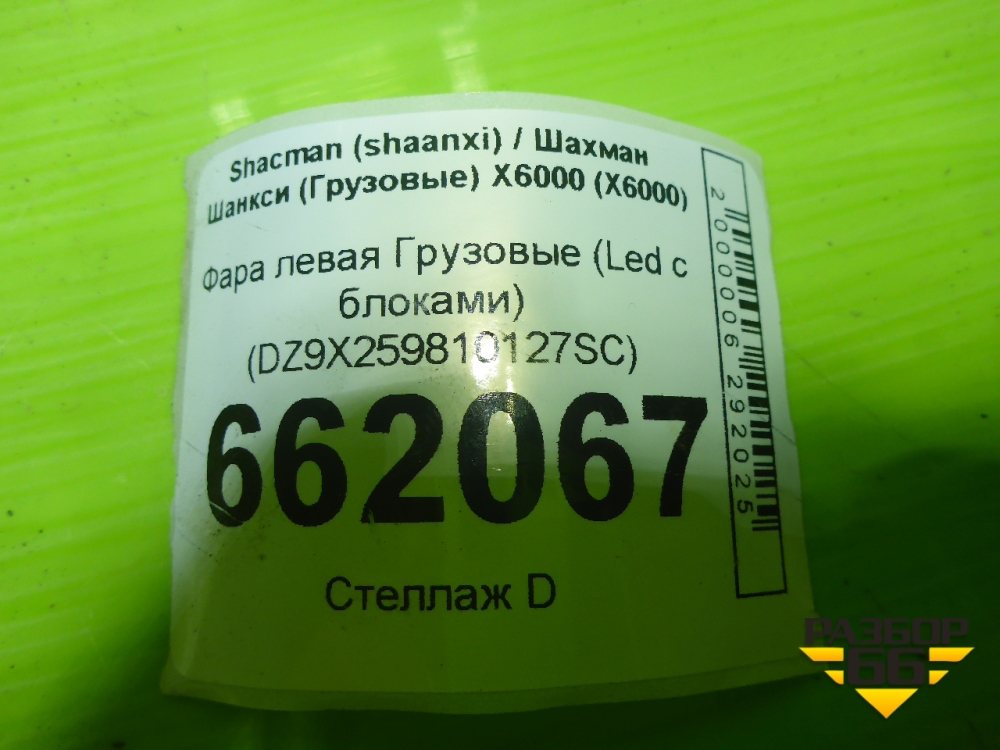 Shacman (shaanxi) / Шахман
Шанкси (Грузовые) X6000 (X6000)
Фара левая Грузовые (Led с
блоками)
(DZ9X259810127SC)
662067
Стеллаж D
2000006292025
РАЗБОР
66